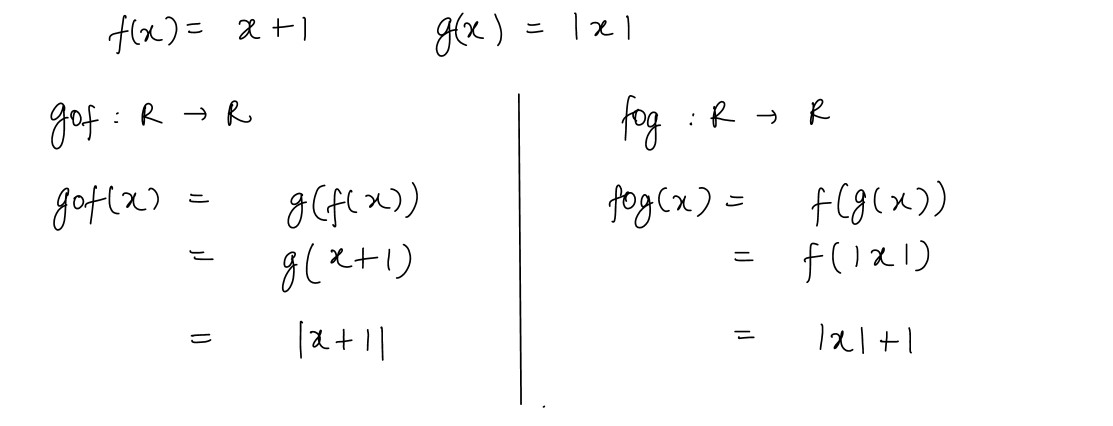 f(x) = x + 1 g(x) = |x|
gof : R → R
gof(x) = g(f(x))
= g(x+1)
= |x+1|
fog : R → R
fog(x) = f(g(x))
= f(|x|)
= |x| + 1